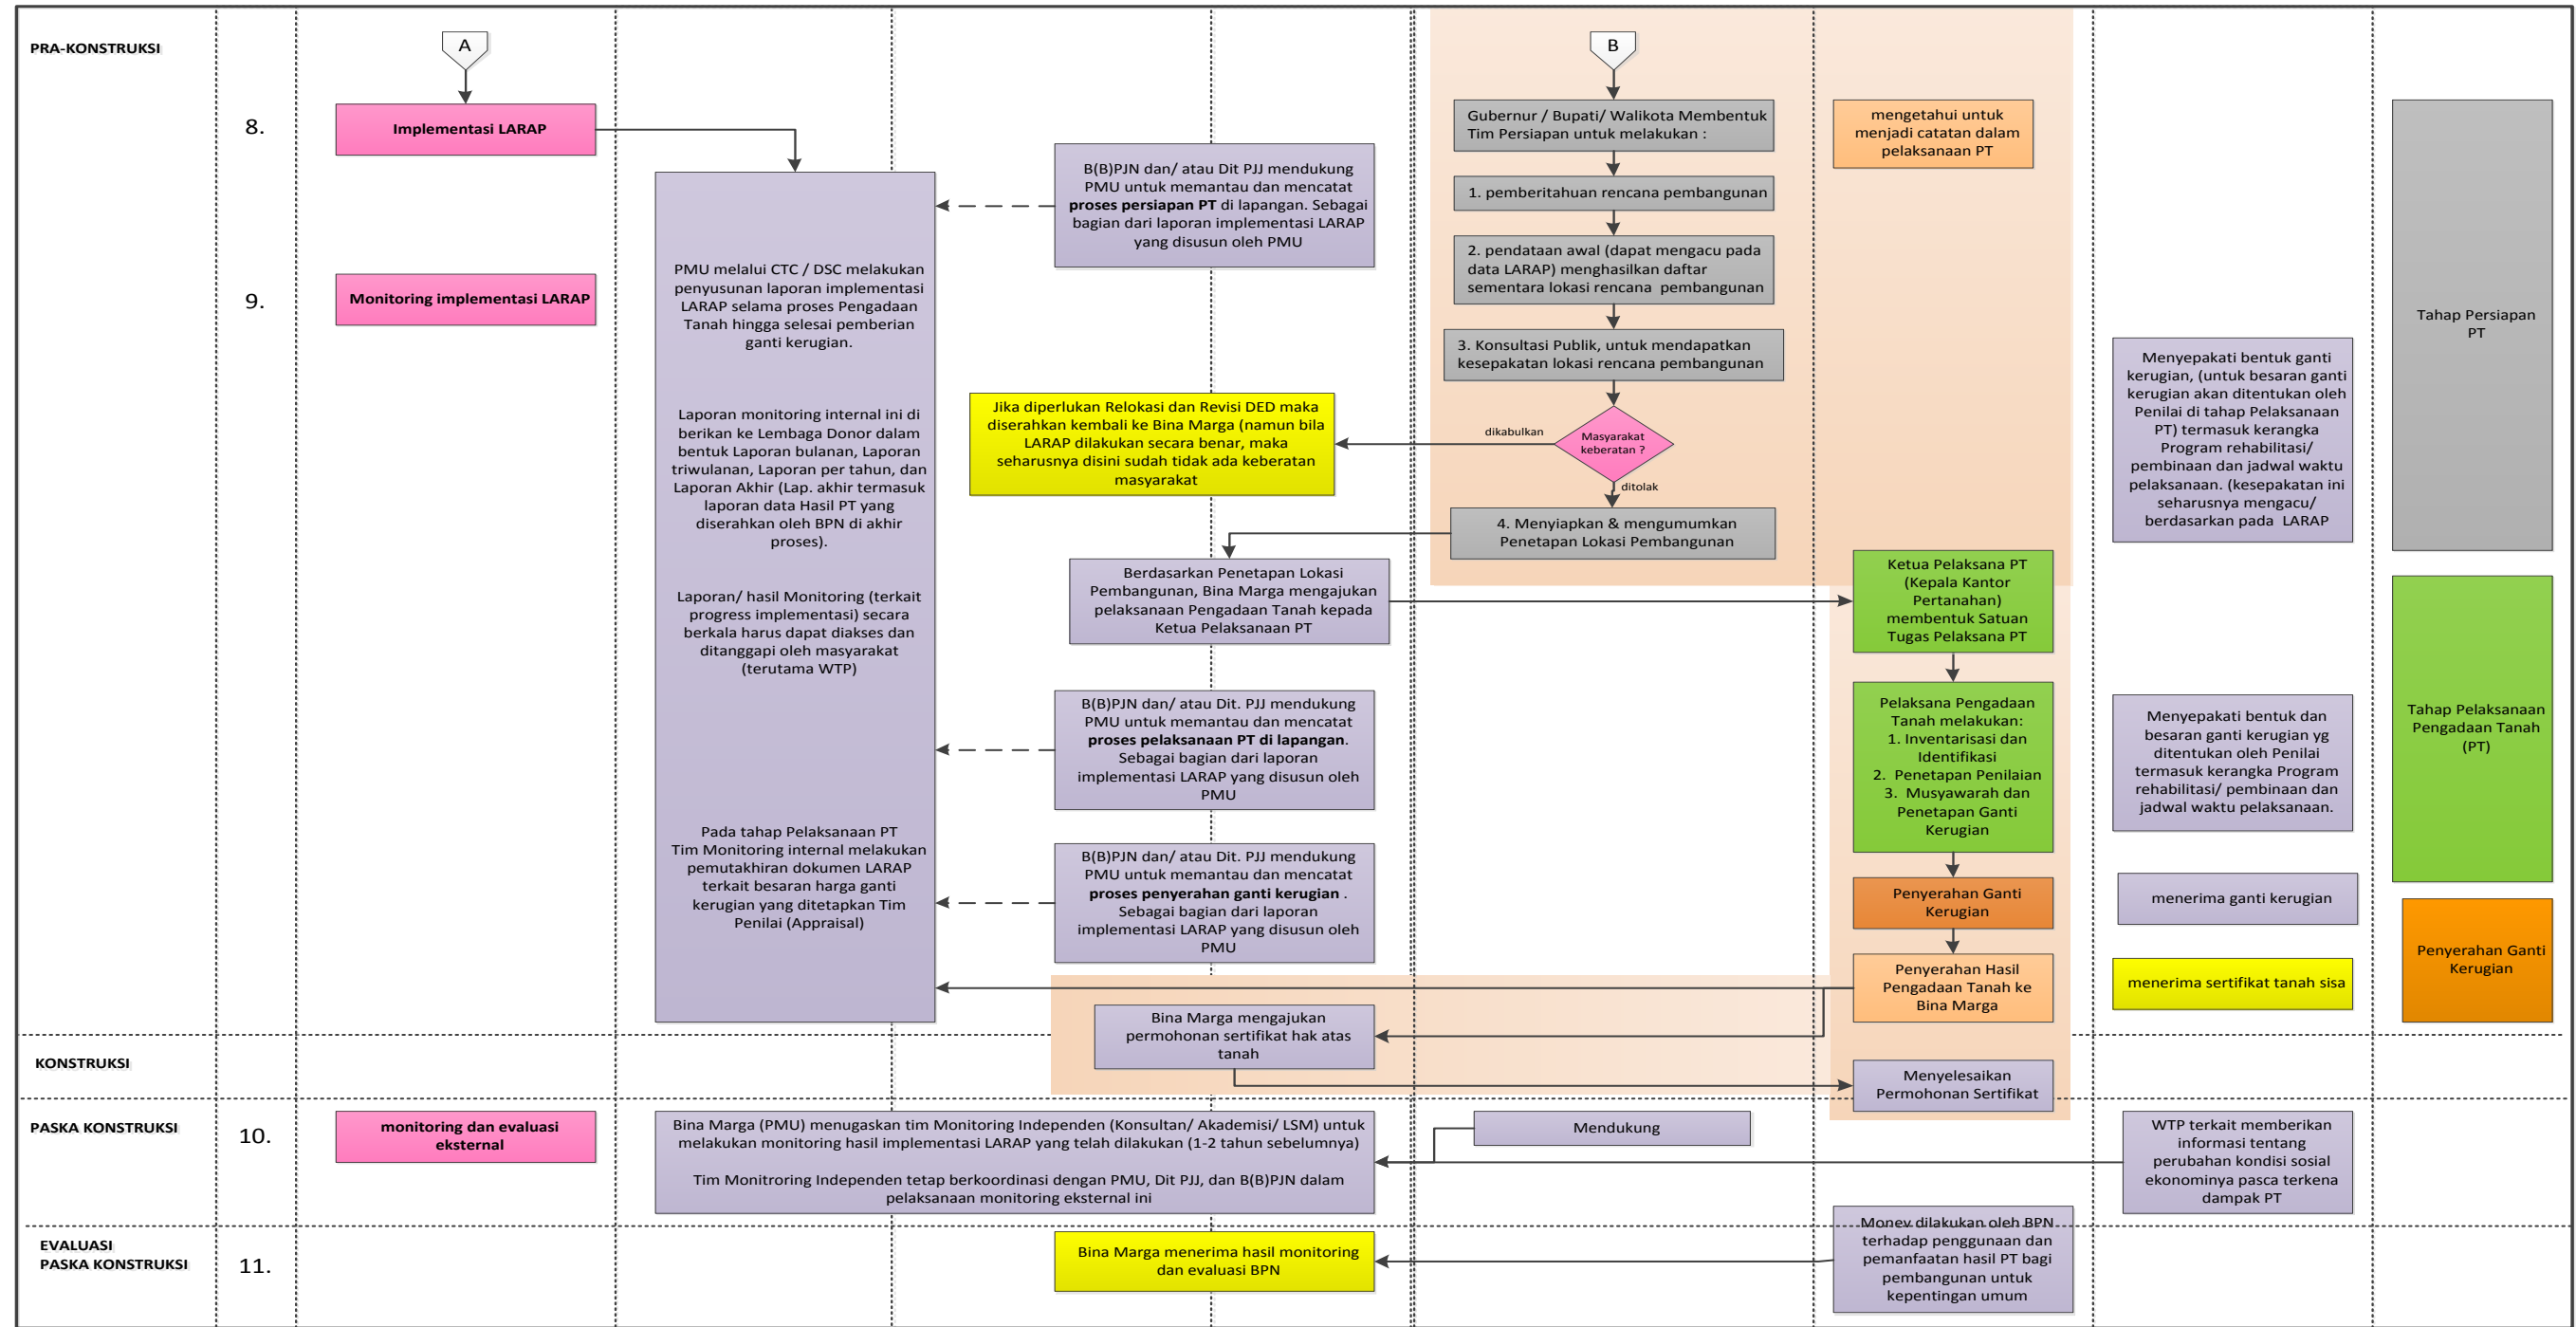 PRA-KONSTRUKSI
A
B
8.
Implementasi LARAP
9.
Monitoring implementasi LARAP
PMU melalui CTC / DSC melakukan
penyusunan laporan implementasi
LARAP selama proses Pengadaan
Tanah hingga selesai pemberian
ganti kerugian.
Laporan monitoring internal ini di
berikan ke Lembaga Donor dalam
bentuk Laporan bulanan, Laporan
triwulanan, Laporan per tahun, dan
Laporan Akhir (Lap. akhir termasuk
laporan data Hasil PT yang
diserahkan oleh BPN di akhir
proses).
Laporan/ hasil Monitoring (terkait
progress implementasi) secara
berkala harus dapat diakses dan
ditanggapi oleh masyarakat
(terutama WTP)
Pada tahap Pelaksanaan PT
Tim Monitoring internal melakukan
pemutakhiran dokumen LARAP
terkait besaran harga ganti
kerugian yang ditetapkan Tim
Penilai (Appraisal)
B(B)PJN dan/ atau Dit PJJ mendukung
PMU untuk memantau dan mencatat
proses persiapan PT di lapangan. Sebagai
bagian dari laporan implementasi LARAP
yang disusun oleh PMU
Jika diperlukan Relokasi dan Revisi DED maka
diserahkan kembali ke Bina Marga (namun bila
LARAP dilakukan secara benar, maka
seharusnya disini sudah tidak ada keberatan
masyarakat
Berdasarkan Penetapan Lokasi
Pembangunan, Bina Marga mengajukan
pelaksanaan Pengadaan Tanah kepada
Ketua Pelaksanaan PT
B(B)PJN dan/ atau Dit. PJJ mendukung
PMU untuk memantau dan mencatat
proses pelaksanaan PT di lapangan.
Sebagai bagian dari laporan
implementasi LARAP yang disusun oleh
PMU
B(B)PJN dan/ atau Dit. PJJ mendukung
PMU untuk memantau dan mencatat
proses penyerahan ganti kerugian .
Sebagai bagian dari laporan
implementasi LARAP yang disusun oleh
PMU
Bina Marga mengajukan
permohonan sertifikat hak atas
tanah
Gubernur / Bupati/ Walikota Membentuk
Tim Persiapan untuk melakukan :
1. pemberitahuan rencana pembangunan
2. pendataan awal (dapat mengacu pada
data LARAP) menghasilkan daftar
sementara lokasi rencana pembangunan
3. Konsultasi Publik, untuk mendapatkan
kesepakatan lokasi rencana pembangunan
dikabulkan
Masyarakat
keberatan ?
ditolak
4. Menyiapkan & mengumumkan
Penetapan Lokasi Pembangunan
mengetahui untuk
menjadi catatan dalam
pelaksanaan PT
Ketua Pelaksana PT
(Kepala Kantor
Pertanahan)
membentuk Satuan
Tugas Pelaksana PT
Pelaksana Pengadaan
Tanah melakukan:
1. Inventarisasi dan
Identifikasi
2. Penetapan Penilaian
3. Musyawarah dan
Penetapan Ganti
Kerugian
Penyerahan Ganti
Kerugian
Penyerahan Hasil
Pengadaan Tanah ke
Bina Marga
Menyepakati bentuk ganti
kerugian, (untuk besaran ganti
kerugian akan ditentukan oleh
Penilai di tahap Pelaksanaan
PT) termasuk kerangka
Program rehabilitasi/
pembinaan dan jadwal waktu
pelaksanaan. (kesepakatan ini
seharusnya mengacu/
berdasarkan pada LARAP
Menyepakati bentuk dan
besaran ganti kerugian yg
ditentukan oleh Penilai
termasuk kerangka Program
rehabilitasi/ pembinaan dan
jadwal waktu pelaksanaan.
menerima ganti kerugian
menerima sertifikat tanah sisa
Tahap Persiapan
PT
Tahap Pelaksanaan
Pengadaan Tanah
(PT)
Penyerahan Ganti
Kerugian
KONSTRUKSI
Menyelesaikan
Permohonan Sertifikat
PASKA KONSTRUKSI
10.
monitoring dan evaluasi
eksternal
Bina Marga (PMU) menugaskan tim Monitoring Independen (Konsultan/ Akademisi/ LSM) untuk
melakukan monitoring hasil implementasi LARAP yang telah dilakukan (1-2 tahun sebelumnya)
Tim Monitroring Independen tetap berkoordinasi dengan PMU, Dit PJJ, dan B(B)PJN dalam
pelaksanaan monitoring eksternal ini
Mendukung
WTP terkait memberikan
informasi tentang
perubahan kondisi sosial
ekonominya pasca terkena
dampak PT
EVALUASI
PASKA KONSTRUKSI
11.
Bina Marga menerima hasil monitoring
dan evaluasi BPN
Monev dilakukan oleh BPN
terhadap penggunaan dan
pemanfaatan hasil PT bagi
pembangunan untuk
kepentingan umum